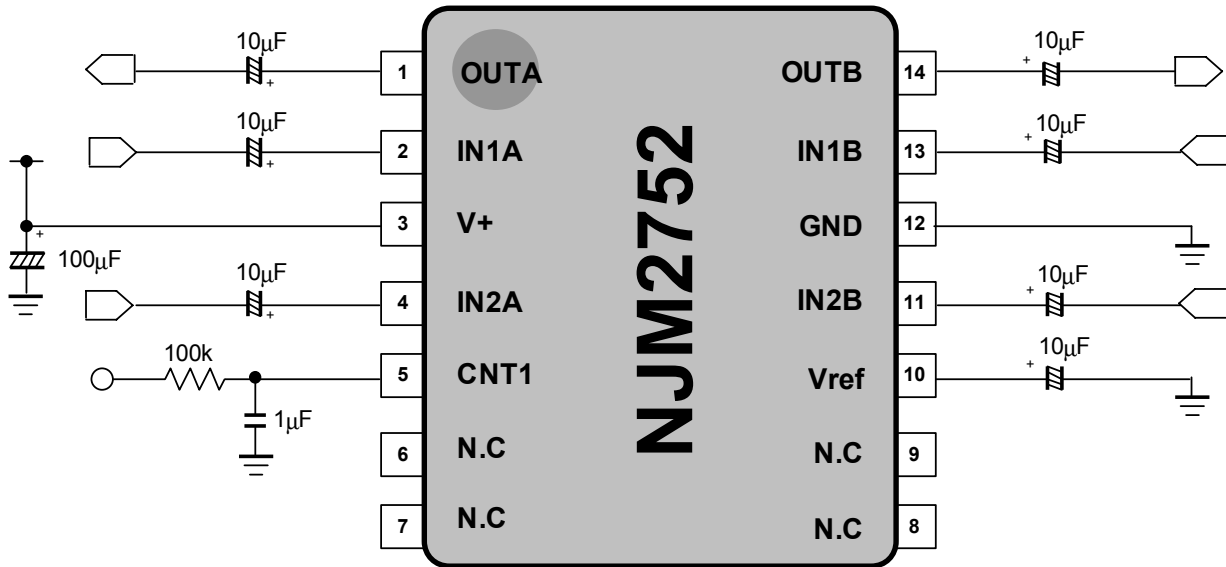 10μF
1
OUTA
OUTB
14
+
10μF
+
10μF
2
IN1A
IN1B
13
+
10μF
+
3
V+
GND
12
+
100μF
10μF
4
IN2A
IN2B
11
+
10μF
+
100k
5
CNT1
Vref
10
+
10μF
1μF
6
N.C
N.C
9
7
N.C
N.C
8
NJM2752